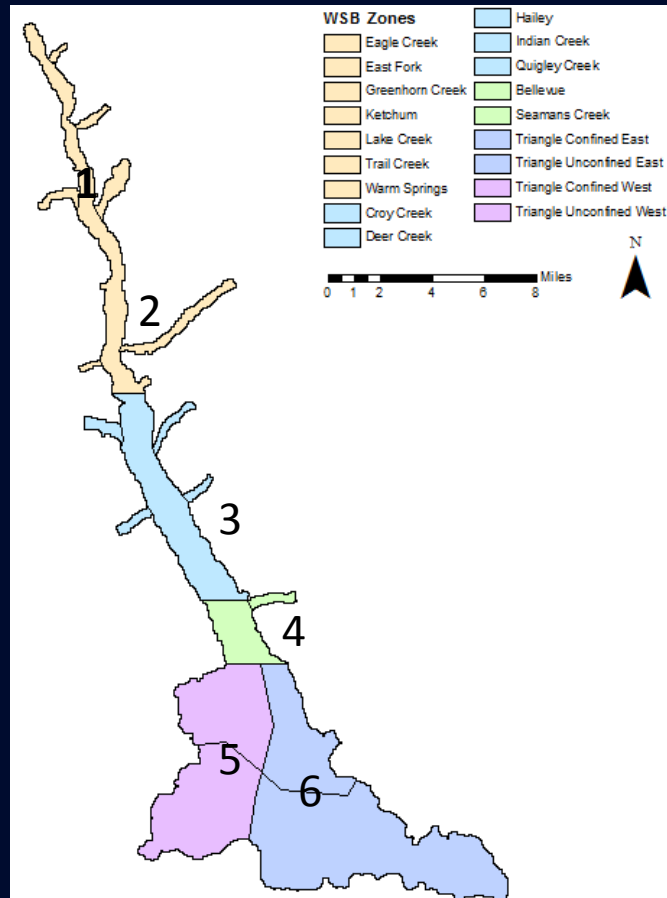 WSB Zones
Eagle Creek
East Fork
Greenhorn Creek
Ketchum
Lake Creek
Trail Creek
Warm Springs
Croy Creek
Deer Creek
Hailey
Indian Creek
Quigley Creek
Bellevue
Seamans Creek
Triangle Confined East
Triangle Unconfined East
Triangle Confined West
Triangle Unconfined West
N
Miles
0 1 2 4 6 8
1
2
3
4
5
6